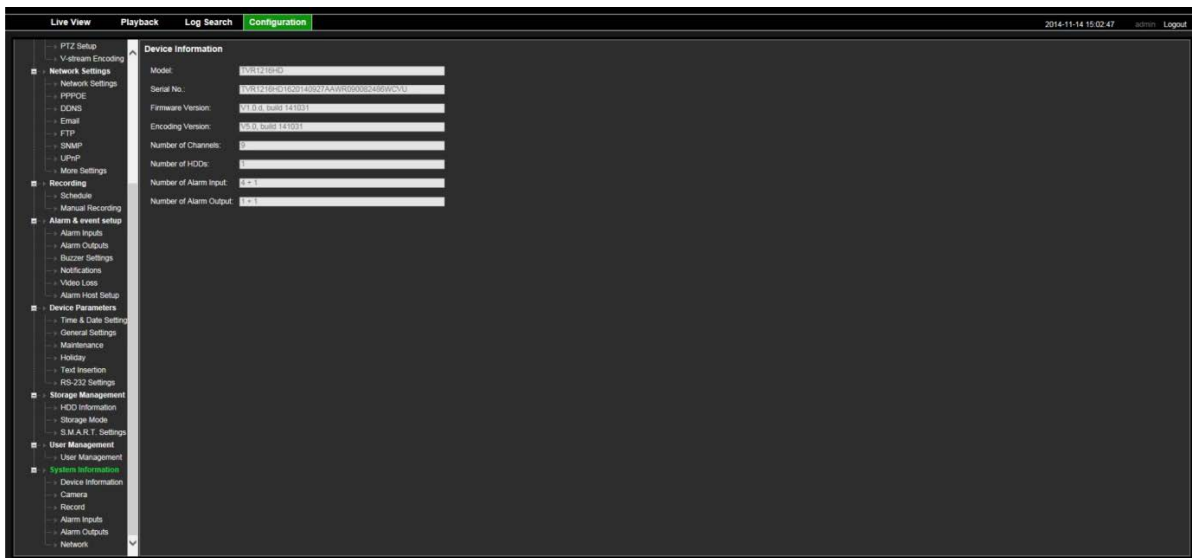 Live View Playback Log Search Configuration
2014-11-14 15:02:47 admin Logout
PTZ Setup
V-stream Encoding
Network Settings
Network Settings
PPPOE
DDNS
Email
FTP
SNMP
UPnP
More Settings
Recording
Schedule
Manual Recording
Alarm & event setup
Alarm Inputs
Alarm Outputs
Buzzer Settings
Notifications
Video Loss
Alarm Host Setup
Device Parameters
Time & Date Setting
General Settings
Maintenance
Holiday
Text Insertion
RS-232 Settings
Storage Management
HDD Information
Storage Mode
S.M.A.R.T. Settings
User Management
User Management
System Information
Device Information
Camera
Record
Alarm Inputs
Alarm Outputs
Network
Device Information
Model: TVR1216HD
Serial No.: TVR1216HD1620140927AAWR090082466WCVU
Firmware Version: V1.0.d, build 141031
Encoding Version: V5.0, build 141031
Number of Channels: 9
Number of HDDs: 1
Number of Alarm Input: 4 + 1
Number of Alarm Output: 1 + 1